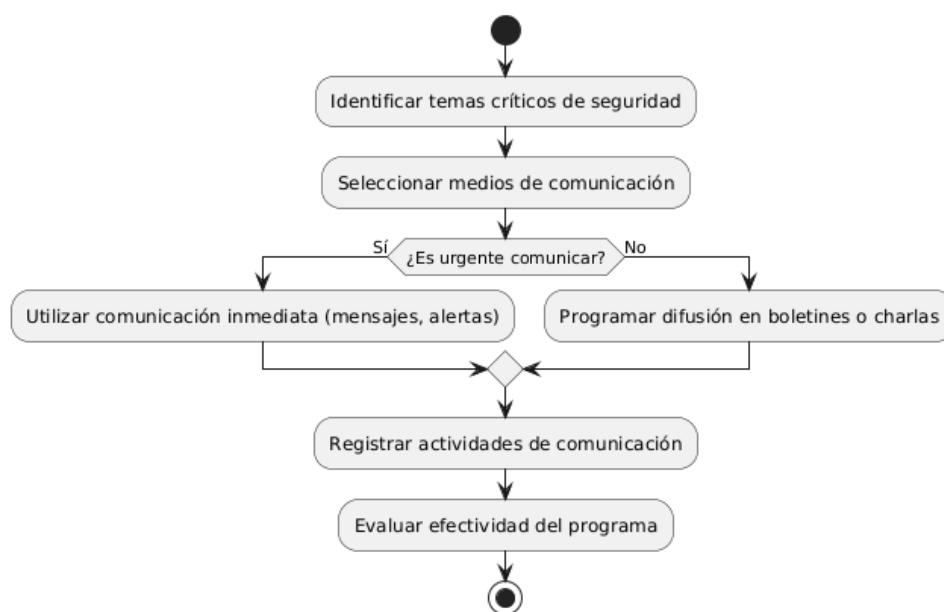 Identificar temas críticos de seguridad
Seleccionar medios de comunicación
Sí
¿Es urgente comunicar?
No
Utilizar comunicación inmediata (mensajes, alertas)
Programar difusión en boletines o charlas
Registrar actividades de comunicación
Evaluar efectividad del programa